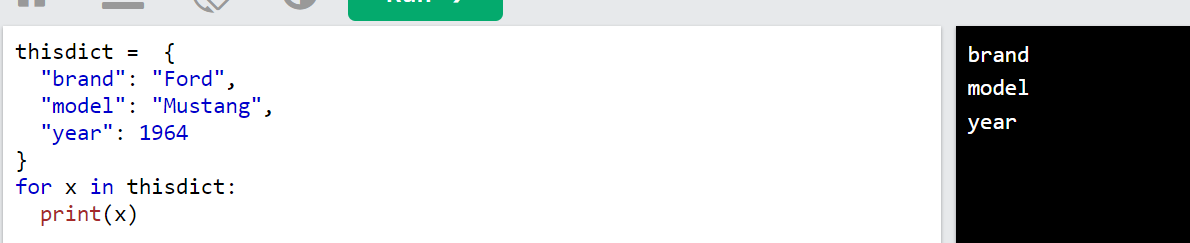 thisdict =  {
  "brand": "Ford",
  "model": "Mustang",
  "year": 1964
}
for x in thisdict:
  print(x)
brand
model
year